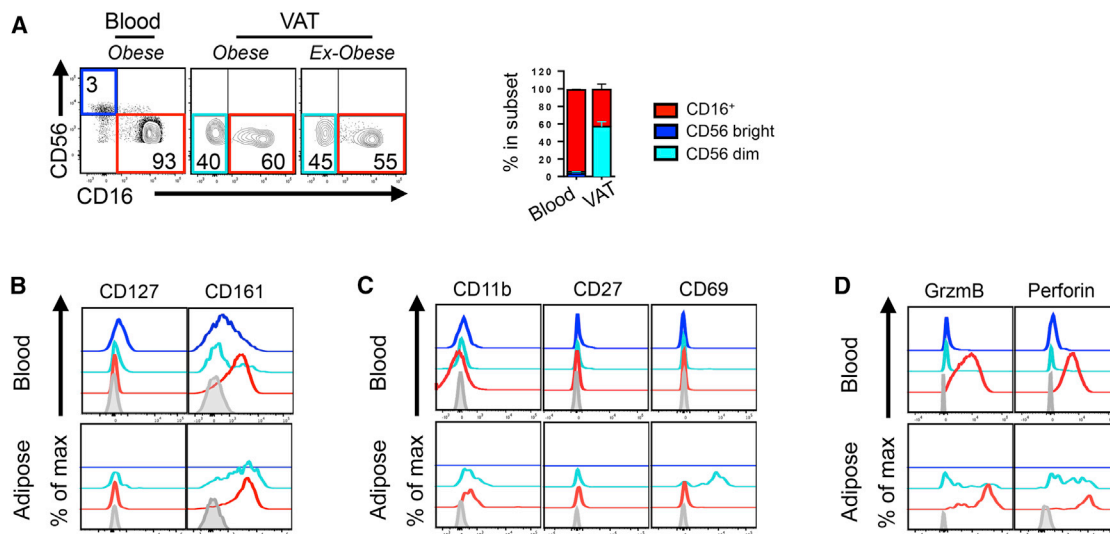 A
Blood
VAT
Obese
Obese
Ex-Obese
CD56
3
93
40
60
45
55
CD16
% in subset
120
100
80
60
40
20
0
Blood
VAT
CD16+
CD56 bright
CD56 dim
B
CD127
CD161
Blood
Adipose
% of max
C
CD11b
CD27
CD69
Blood
Adipose
% of max
D
GrzmB
Perforin
Blood
Adipose
% of max